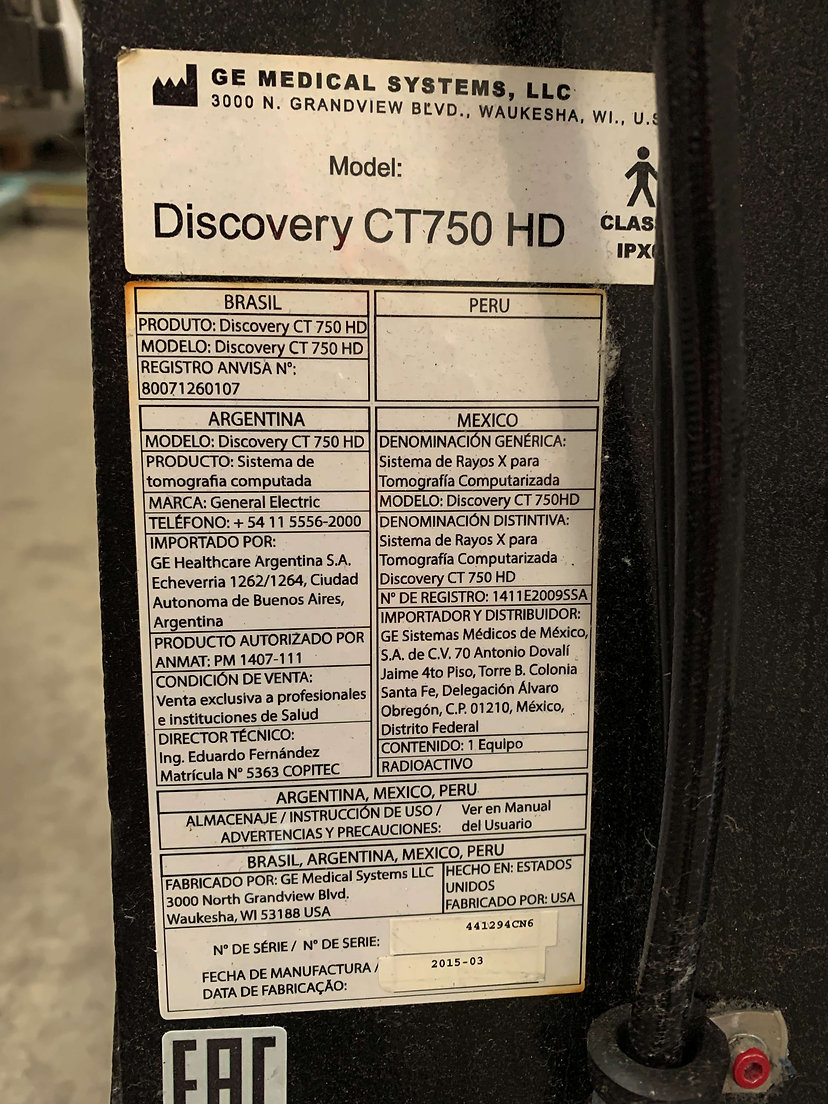 GE MEDICAL SYSTEMS, LLC
3000 N. GRANDVIEW BLVD., WAUKESHA, WI., U.S
Model:
Discovery CT750 HD
CLAS
IPX
BRASIL
PRODUTO: Discovery CT 750 HD
MODELO: Discovery CT 750 HD
REGISTRO ANVISA Nº:
80071260107
PERU
ARGENTINA
MODELO: Discovery CT 750 HD
PRODUCTO: Sistema de
tomografia computada
MARCA: General Electric
TELÉFONO: + 54 11 5556-2000
IMPORTADO POR:
GE Healthcare Argentina S.A.
Echeverria 1262/1264, Ciudad
Autonoma de Buenos Aires,
Argentina
PRODUCTO AUTORIZADO POR
ANMAT: PM 1407-111
CONDICIÓN DE VENTA:
Venta exclusiva a profesionales
e instituciones de Salud
DIRECTOR TÉCNICO:
Ing. Eduardo Fernández
Matrícula Nº 5363 COPITEC
MEXICO
DENOMINACIÓN GENÉRICA:
Sistema de Rayos X para
Tomografía Computarizada
MODELO: Discovery CT 750HD
DENOMINACIÓN DISTINTIVA:
Sistema de Rayos X para
Tomografía Computarizada
Discovery CT 750 HD
Nº DE REGISTRO: 1411E2009SSA
IMPORTADOR Y DISTRIBUIDOR:
GE Sistemas Médicos de México,
S.A. de C.V. 70 Antonio Dovalí
Jaime 4to Piso, Torre B. Colonia
Santa Fe, Delegación Álvaro
Obregón, C.P. 01210, México,
Distrito Federal
CONTENIDO: 1 Equipo
RADIOACTIVO
ARGENTINA, MEXICO, PERU
ALMACENAJE / INSTRUCCIÓN DE USO /
ADVERTENCIAS Y PRECAUCIONES:
Ver en Manual
del Usuario
BRASIL, ARGENTINA, MEXICO, PERU
FABRICADO POR: GE Medical Systems LLC
3000 North Grandview Blvd.
Waukesha, WI 53188 USA
HECHO EN: ESTADOS
UNIDOS
FABRICADO POR: USA
Nº DE SÉRIE / Nº DE SERIE: 441294CN6
FECHA DE MANUFACTURA / 2015-03
DATA DE FABRICAÇÃO:
EAC